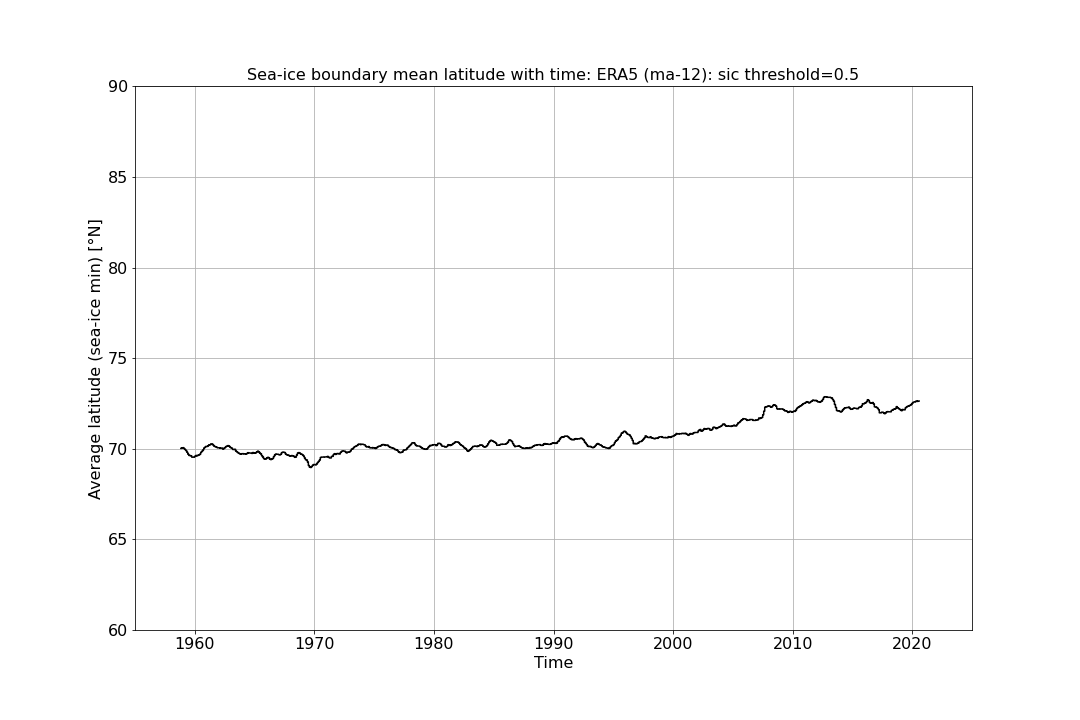 Sea-ice boundary mean latitude with time: ERA5 (ma-12): sic threshold=0.5
Average latitude (sea-ice min) [°N]
90
85
80
75
70
65
60
1960 1970 1980 1990 2000 2010 2020
Time